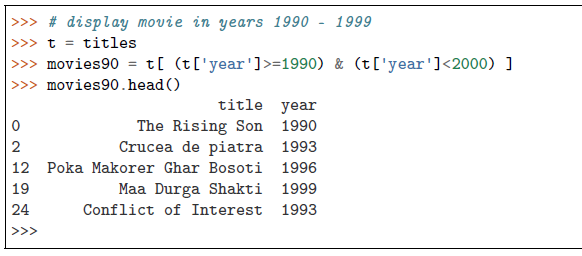 >>> # display movie in years 1990 - 1999
>>> t = titles
>>> movies90 = t[ (t['year']>=1990) & (t['year']<2000) ]
>>> movies90.head()
title year
0 The Rising Son 1990
2 Crucea de piatra 1993
12 Poka Makorer Ghar Bosoti 1996
19 Maa Durga Shakti 1999
24 Conflict of Interest 1993
>>>